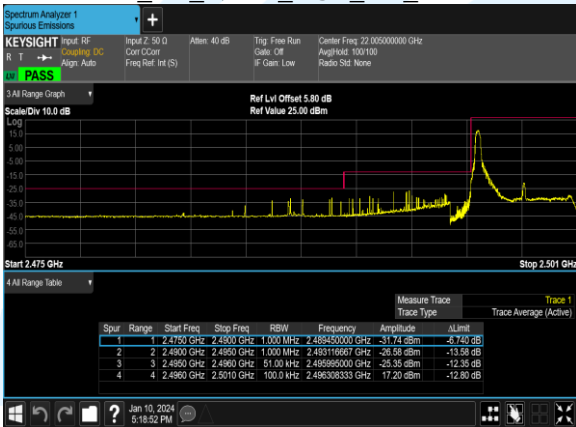 Spectrum Analyzer 1
Spurious Emissions
+
KEYSIGHT Input: RF Input Z: 50 Ω Atten: 40 dB Trig: Free Run Center Freq: 22.005000000 GHz
R T Coupling: DC Corr CCorr Gate: Off Avg|Hold: 100/100
Align: Auto Freq Ref: Int (S) IF Gain: Low Radio Std: None
PASS
3 All Range Graph
Ref Lvl Offset 5.80 dB
Scale/Div 10.0 dB Ref Value 25.00 dBm
Log
15.0
5.00
-5.00
-15.0
-25.0
-35.0
-45.0
-55.0
-65.0
Start 2.475 GHz Stop 2.501 GHz
4 All Range Table
Measure Trace Trace 1
Trace Type Trace Average (Active)
Spur Range Start Freq Stop Freq RBW Frequency Amplitude ΔLimit
1 1 2.4750 GHz 2.4900 GHz 1.000 MHz 2.489450000 GHz -31.74 dBm -6.740 dB
2 2 2.4900 GHz 2.4950 GHz 1.000 MHz 2.493116667 GHz -26.58 dBm -13.58 dB
3 3 2.4950 GHz 2.4960 GHz 51.00 kHz 2.495995000 GHz -25.35 dBm -12.35 dB
4 4 2.4960 GHz 2.5010 GHz 100.0 kHz 2.496308333 GHz 17.20 dBm -12.80 dB
? Jan 10, 2024
5:18:52 PM